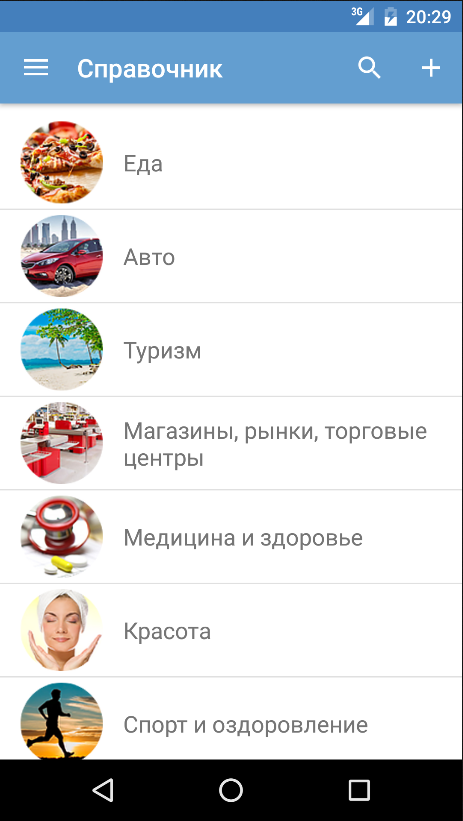 3G 20:29
Справочник
Еда
Авто
Туризм
Магазины, рынки, торговые
центры
Медицина и здоровье
Красота
Спорт и оздоровление